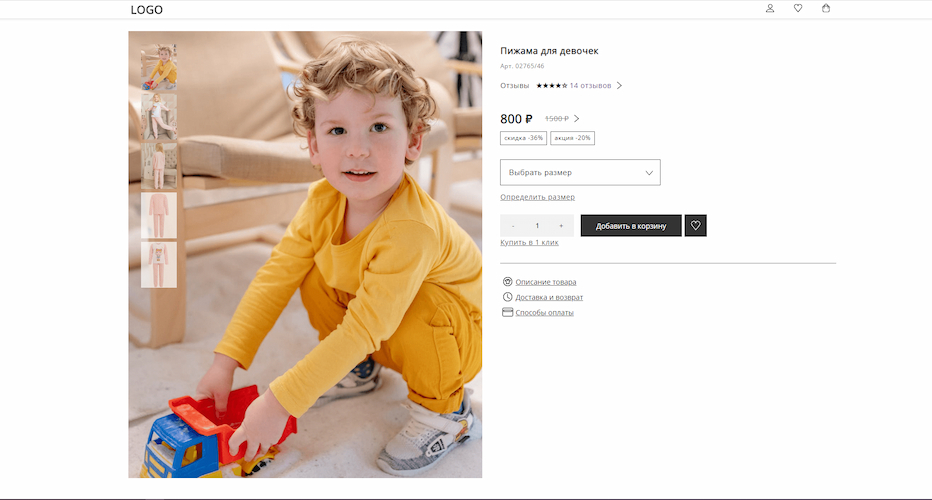 LOGO
Пижама для девочек
Арт. 02765/46
Отзывы ★★★★☆ 14 отзывов
800 ₽ 1500 ₽
скидка -36% акция -20%
Выбрать размер
Определить размер
- 1 + Добавить в корзину
Купить в 1 клик
Описание товара
Доставка и возврат
Способы оплаты